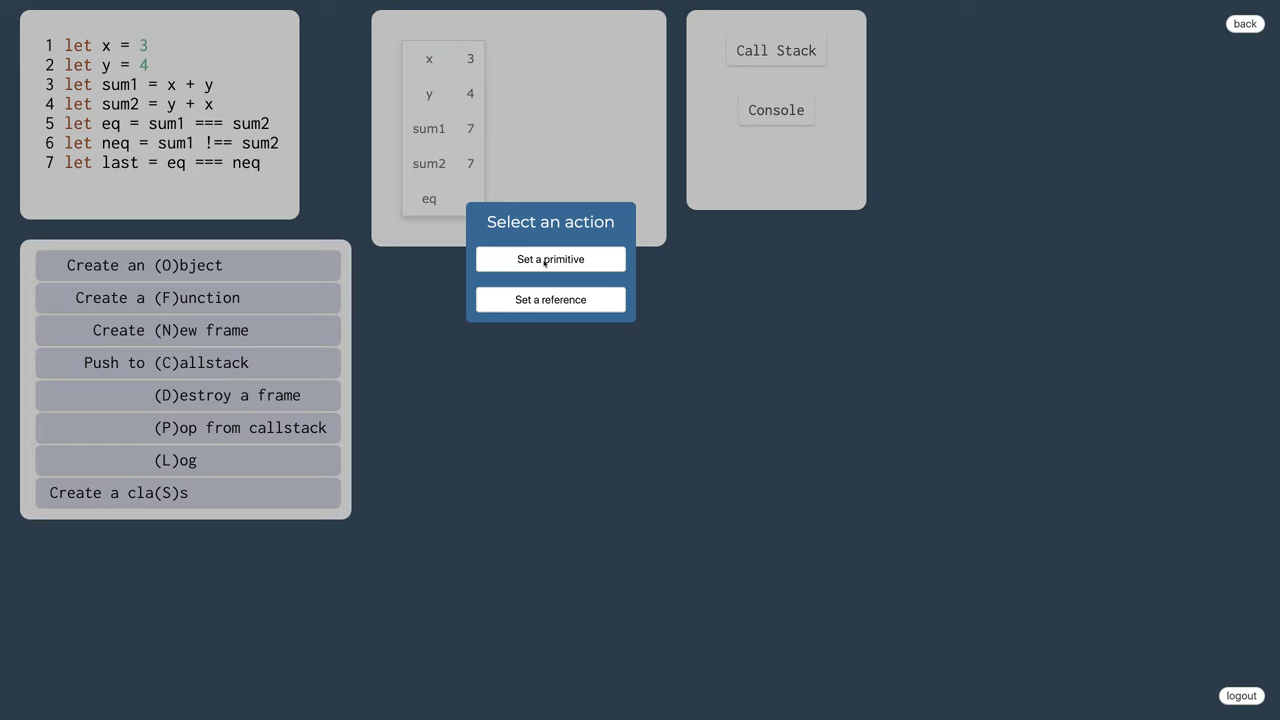 1 let x = 3
2 let y = 4
3 let sum1 = x + y
4 let sum2 = y + x
5 let eq = sum1 === sum2
6 let neq = sum1 !== sum2
7 let last = eq === neq
x 3
y 4
sum1 7
sum2 7
eq
Call Stack
Console
back
Select an action
Set a primitive
Set a reference
Create an (O)bject
Create a (F)unction
Create (N)ew frame
Push to (C)allstack
(D)estroy a frame
(P)op from callstack
(L)og
Create a cla(S)s
logout